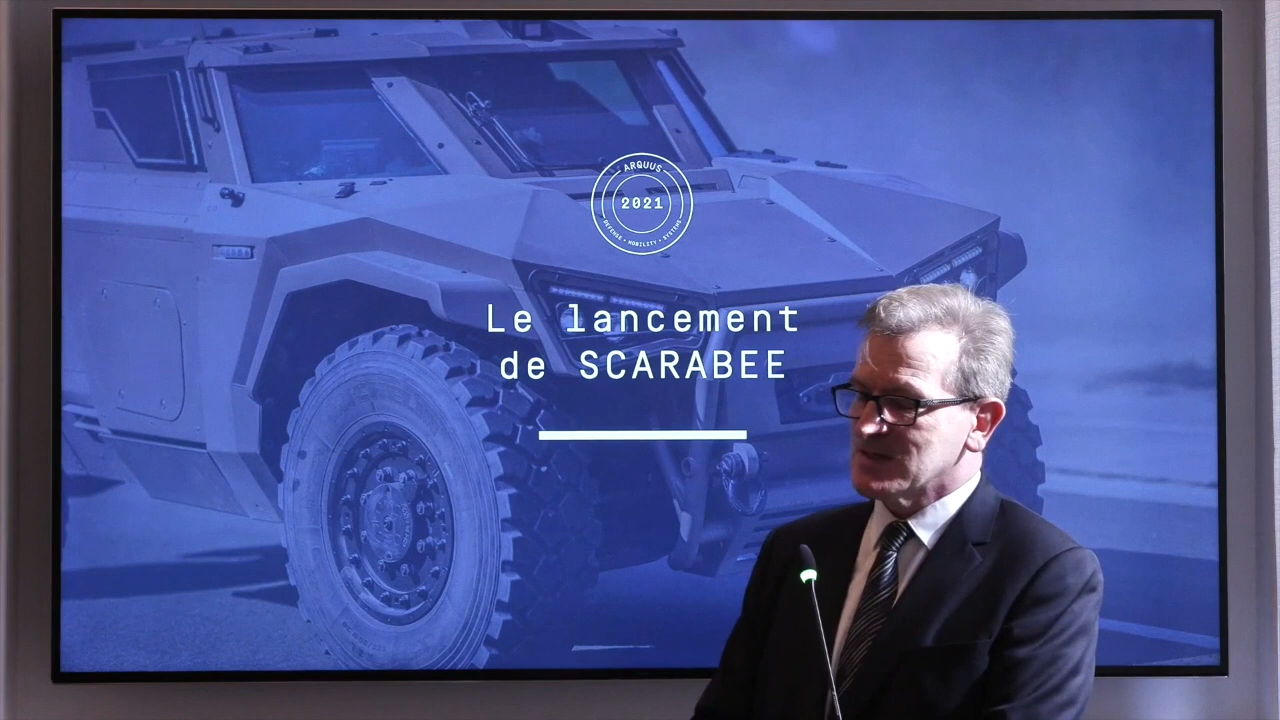 ARQUUS
2021
DEFENSE • MOBILITY • SYSTEMS
Le lancement
de SCARABEE